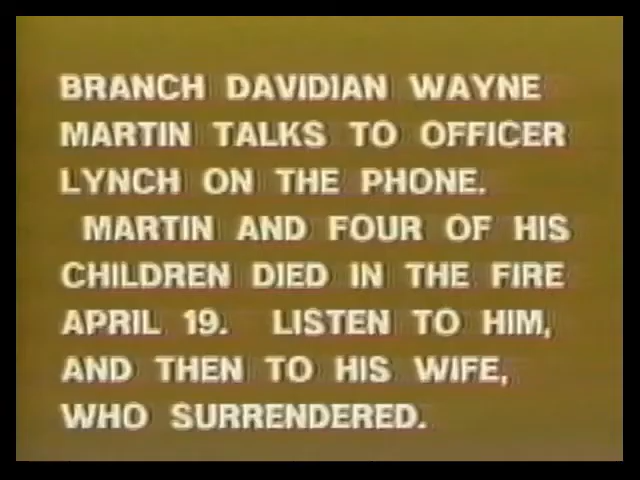 BRANCH DAVIDIAN WAYNE
MARTIN TALKS TO OFFICER
LYNCH ON THE PHONE.
MARTIN AND FOUR OF HIS
CHILDREN DIED IN THE FIRE
APRIL 19. LISTEN TO HIM,
AND THEN TO HIS WIFE,
WHO SURRENDERED.